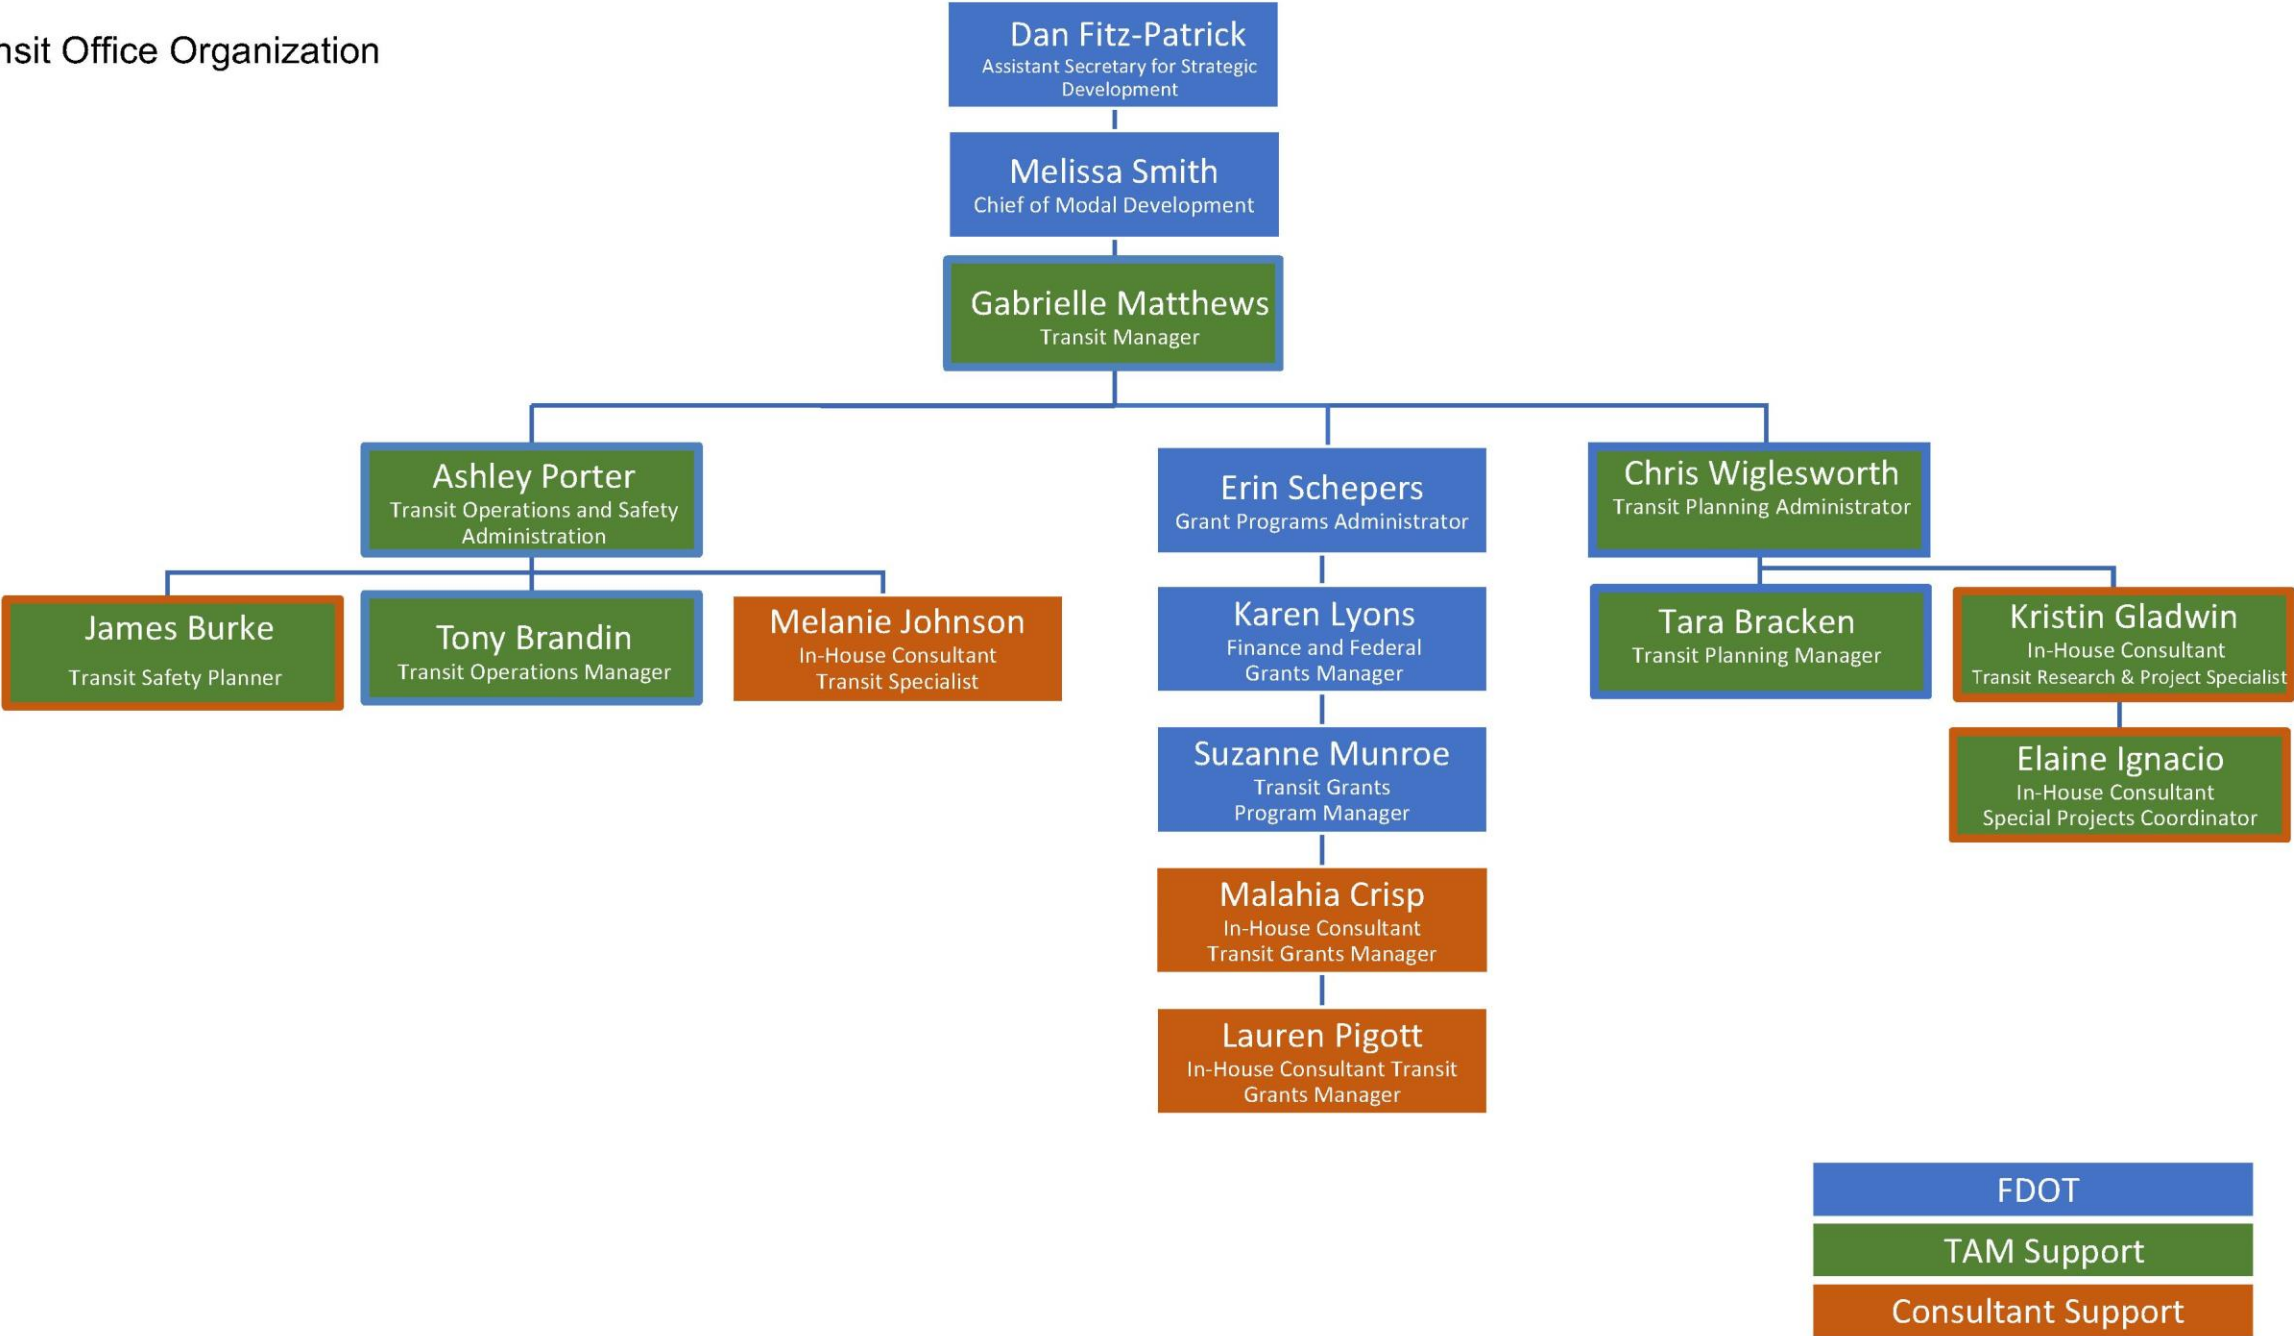 nsit Office Organization
Dan Fitz-Patrick
Assistant Secretary for Strategic
Development
Melissa Smith
Chief of Modal Development
Gabrielle Matthews
Transit Manager
Ashley Porter
Transit Operations and Safety
Administration
James Burke
Transit Safety Planner
Tony Brandin
Transit Operations Manager
Melanie Johnson
In-House Consultant
Transit Specialist
Erin Schepers
Grant Programs Administrator
Karen Lyons
Finance and Federal
Grants Manager
Suzanne Munroe
Transit Grants
Program Manager
Malahia Crisp
In-House Consultant
Transit Grants Manager
Lauren Pigott
In-House Consultant Transit
Grants Manager
Chris Wiglesworth
Transit Planning Administrator
Tara Bracken
Transit Planning Manager
Kristin Gladwin
In-House Consultant
Transit Research & Project Specialist
Elaine Ignacio
In-House Consultant
Special Projects Coordinator
FDOT
TAM Support
Consultant Support